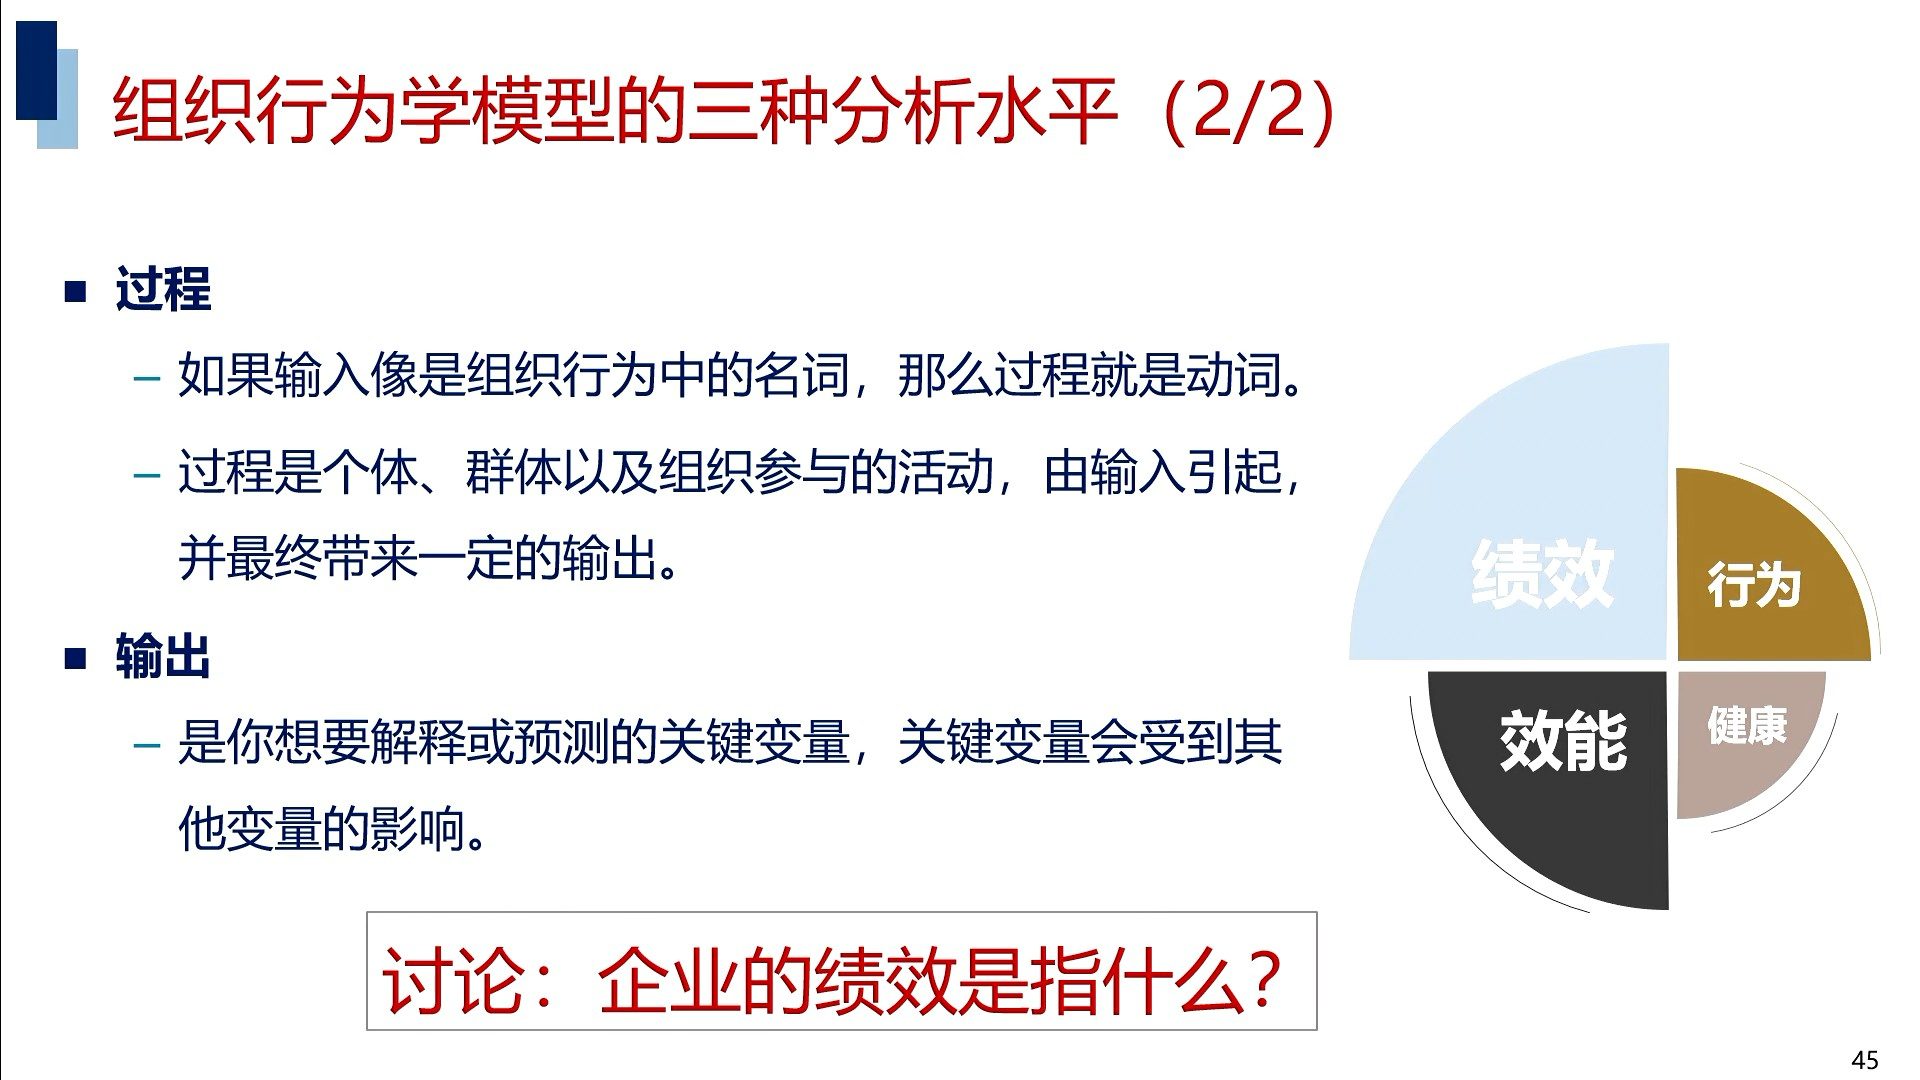 组织行为学模型的三种分析水平（2/2）
■ 过程
– 如果输入像是组织行为中的名词，那么过程就是动词。
– 过程是个体、群体以及组织参与的活动，由输入引起，
并最终带来一定的输出。
■ 输出
– 是你想要解释或预测的关键变量，关键变量会受到其
他变量的影响。
绩效
行为
效能
健康
讨论：企业的绩效是指什么？
45